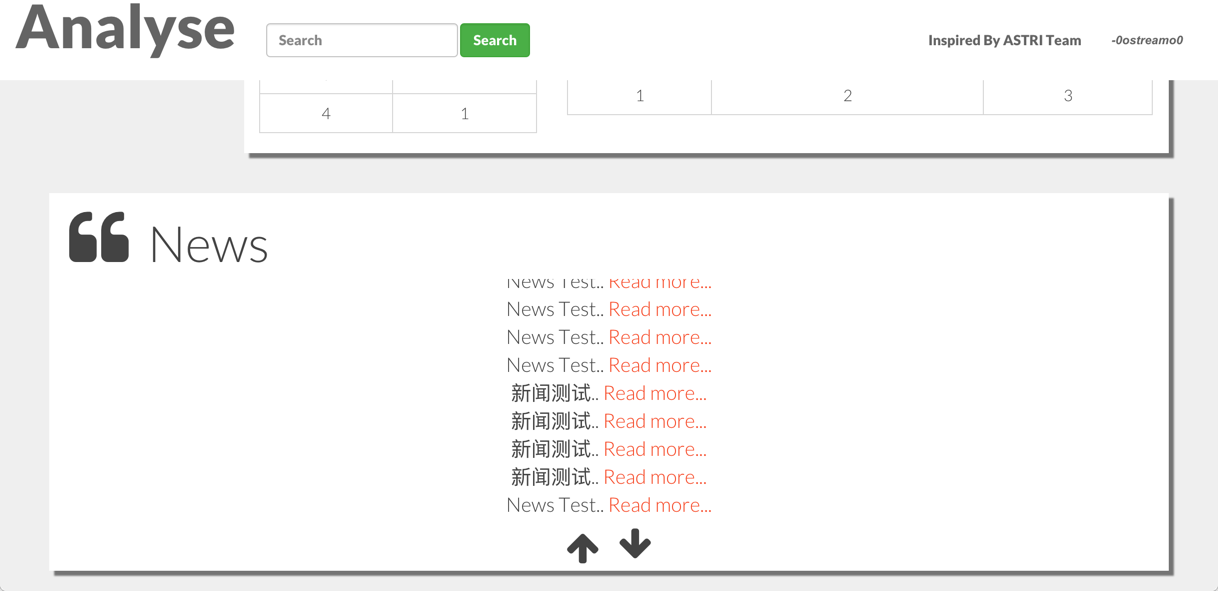 Analyse
Search
Search
Inspired By ASTRI Team
-0ostreamo0
1 2 3
4 1
News
News Test.. Read more...
News Test.. Read more...
News Test.. Read more...
News Test.. Read more...
新闻测试.. Read more...
新闻测试.. Read more...
新闻测试.. Read more...
新闻测试.. Read more...
News Test.. Read more...